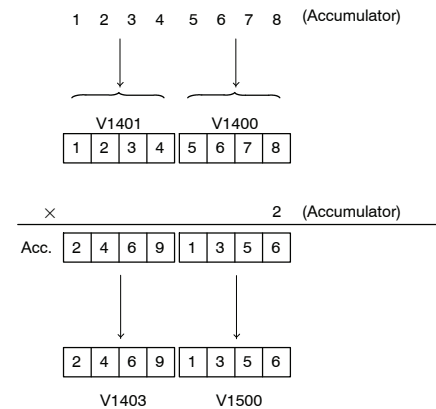 1 2 3 4 5 6 7 8 (Accumulator)
V1401 V1400
1 2 3 4 5 6 7 8
× 2 (Accumulator)
Acc. 2 4 6 9 1 3 5 6
2 4 6 9 1 3 5 6
V1403 V1500